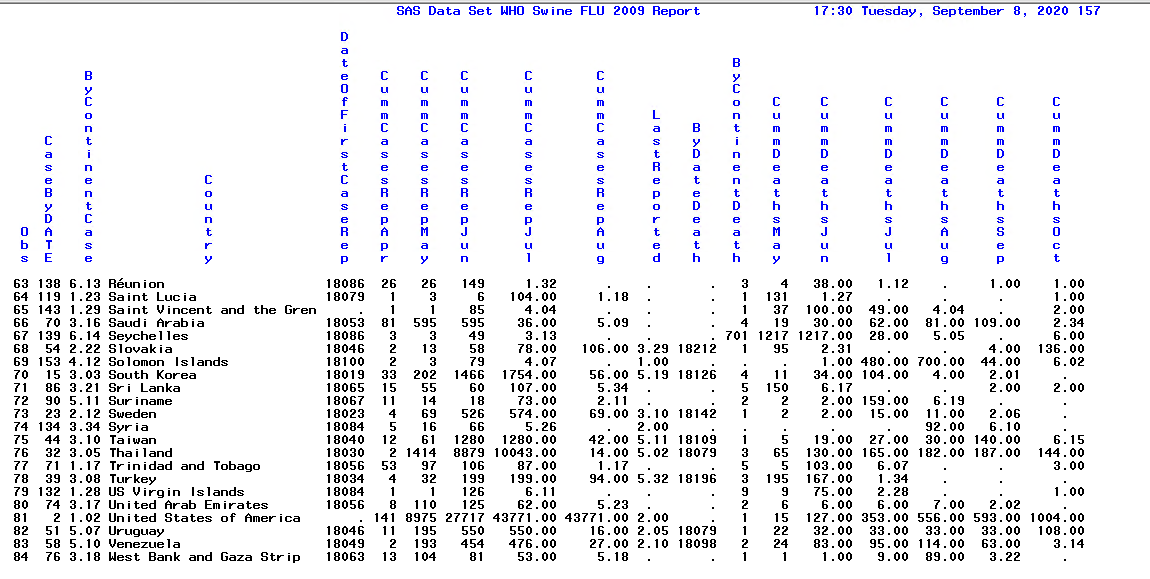 SAS Data Set WHO Swine FLU 2009 Report 17:30 Tuesday, September 8, 2020 157
Obs CaseByDATE ByContinentCase Country DateOfFirstCaseRep CummCasesRepApr CummCasesRepMay CummCasesRepJun CummCasesRepJul CummCasesRepAug LastReported ByDateDeath ByContinentDeath CummDeathsMay CummDeathsJun CummDeathsJul CummDeathsAug CummDeathsSep CummDeathsOct
63 138 6.13 Réunion 18086 26 26 149 1.32 . . . 3 4 38.00 1.12 . 1.00 1.00
64 119 1.23 Saint Lucia 18079 1 3 6 104.00 1.18 . . 1 131 1.27 . . . 1.00
65 143 1.29 Saint Vincent and the Gren . 1 1 85 4.04 . . . 1 37 100.00 49.00 4.04 . 2.00
66 70 3.16 Saudi Arabia 18053 81 595 595 36.00 5.09 . . 4 19 30.00 62.00 81.00 109.00 2.34
67 139 6.14 Seychelles 18086 3 3 49 3.13 . . . 701 1217 1217.00 28.00 5.05 . 6.00
68 54 2.22 Slovakia 18046 2 13 58 78.00 106.00 3.29 18212 1 95 2.31 . . 4.00 136.00
69 153 4.12 Solomon Islands 18100 2 3 79 4.07 . 1.00 . . . 1.00 480.00 700.00 44.00 6.02
70 15 3.03 South Korea 18019 33 202 1466 1754.00 56.00 5.19 18126 4 11 34.00 104.00 4.00 2.01 .
71 86 3.21 Sri Lanka 18065 15 55 60 107.00 5.34 . . 5 150 6.17 . . 2.00 2.00
72 90 5.11 Suriname 18067 11 14 18 73.00 2.11 . . 2 2 2.00 159.00 6.19 . .
73 23 2.12 Sweden 18023 4 69 526 574.00 69.00 3.10 18142 1 2 2.00 15.00 11.00 2.06 .
74 134 3.34 Syria 18084 5 16 66 5.26 . 2.00 . . . . . 92.00 6.10 .
75 44 3.10 Taiwan 18040 12 61 1280 1280.00 42.00 5.11 18109 1 5 19.00 27.00 30.00 140.00 6.15
76 32 3.05 Thailand 18030 2 1414 8879 10043.00 14.00 5.02 18079 3 65 130.00 165.00 182.00 187.00 144.00
77 71 1.17 Trinidad and Tobago 18056 53 97 106 87.00 1.17 . . 5 5 103.00 6.07 . . 3.00
78 39 3.08 Turkey 18034 4 32 199 199.00 94.00 5.32 18196 3 195 167.00 1.34 . . .
79 132 1.28 US Virgin Islands 18084 1 1 126 6.11 . . . 9 9 75.00 2.28 . . 1.00
80 74 3.17 United Arab Emirates 18056 8 110 125 62.00 5.23 . . 2 6 6.00 6.00 7.00 2.02 .
81 2 1.02 United States of America . 141 8975 27717 43771.00 43771.00 2.00 . 1 15 127.00 353.00 556.00 593.00 1004.00
82 51 5.07 Uruguay 18046 11 195 550 550.00 16.00 2.05 18079 1 22 32.00 33.00 33.00 33.00 108.00
83 58 5.10 Venezuela 18049 2 193 454 476.00 27.00 2.10 18098 2 24 83.00 95.00 114.00 63.00 3.14
84 76 3.18 West Bank and Gaza Strip 18063 13 104 81 53.00 5.18 . . 1 1 1.00 9.00 89.00 3.22 .